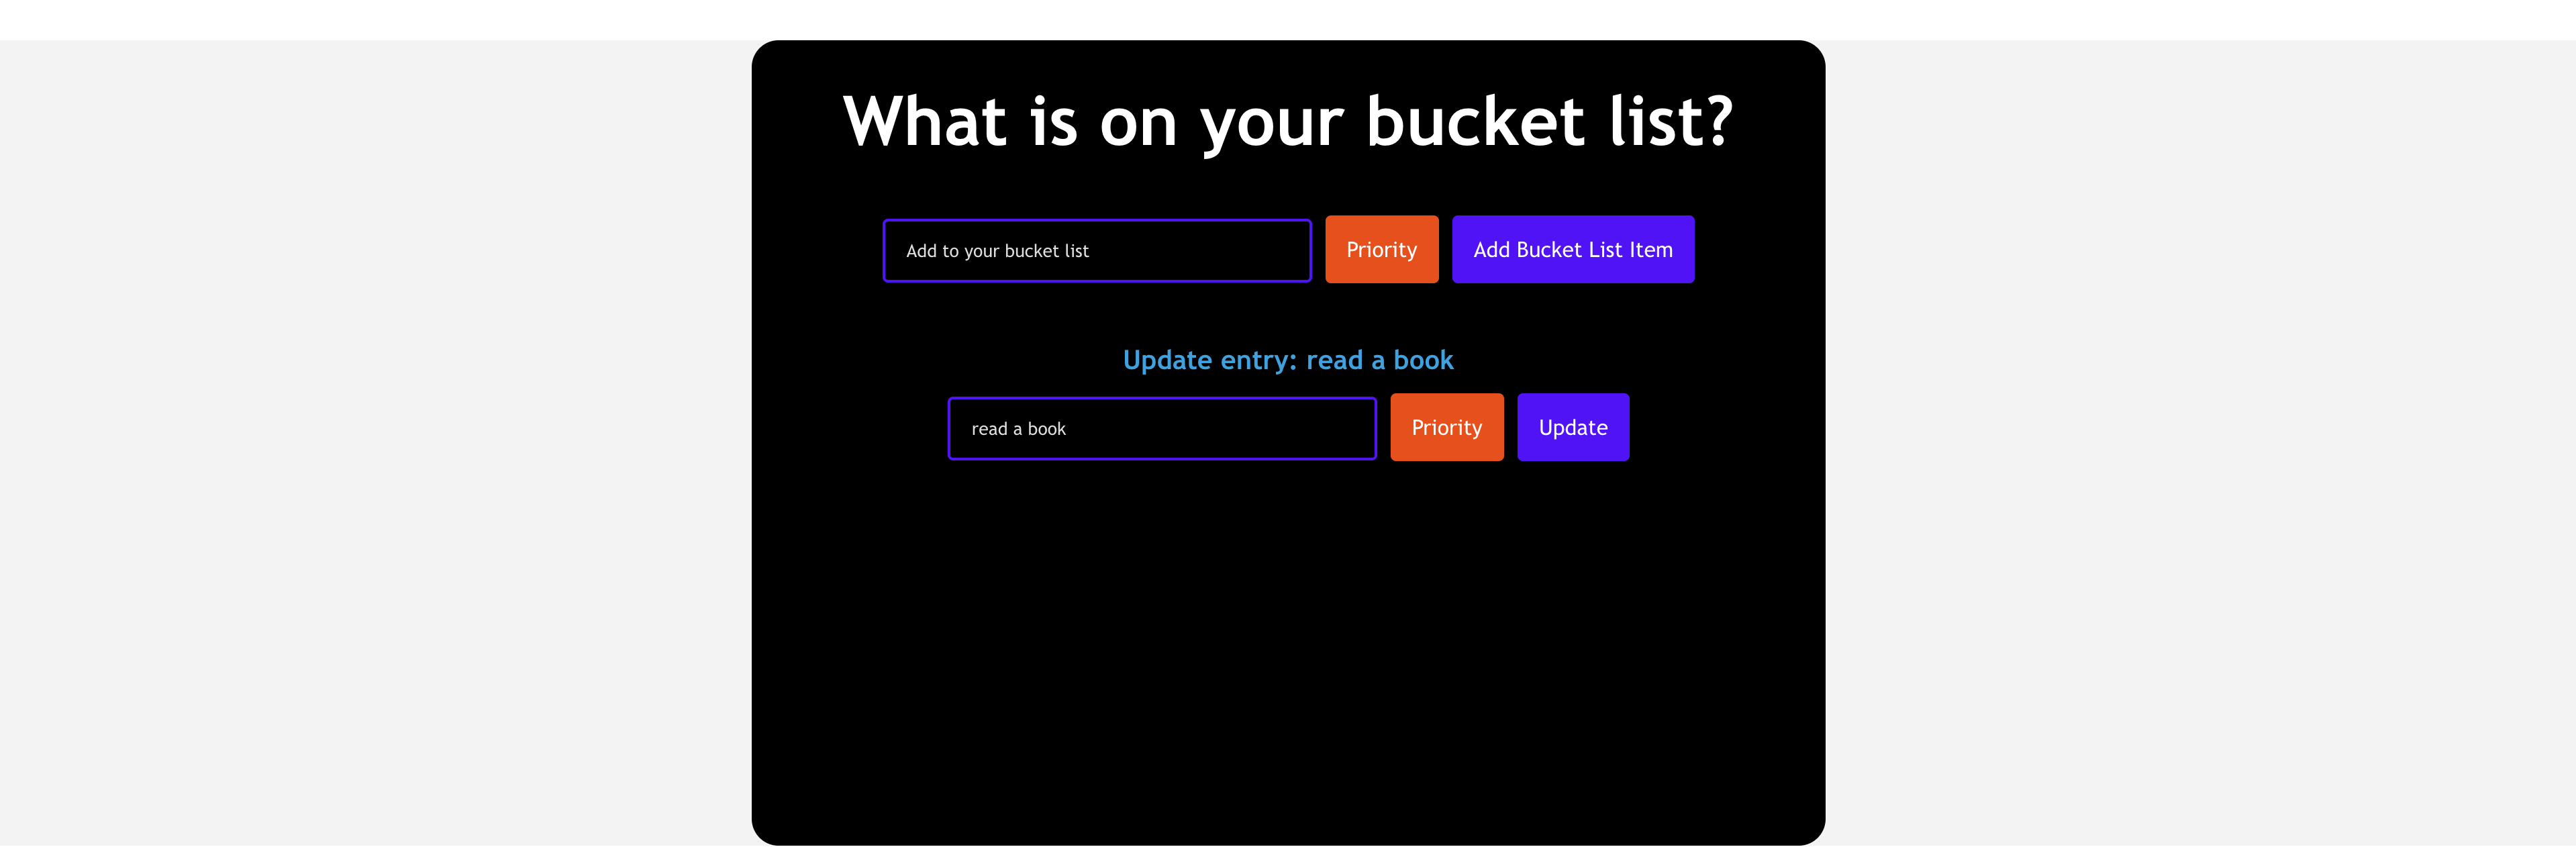 What is on your bucket list?
Add to your bucket list Priority Add Bucket List Item
Update entry: read a book
read a book Priority Update